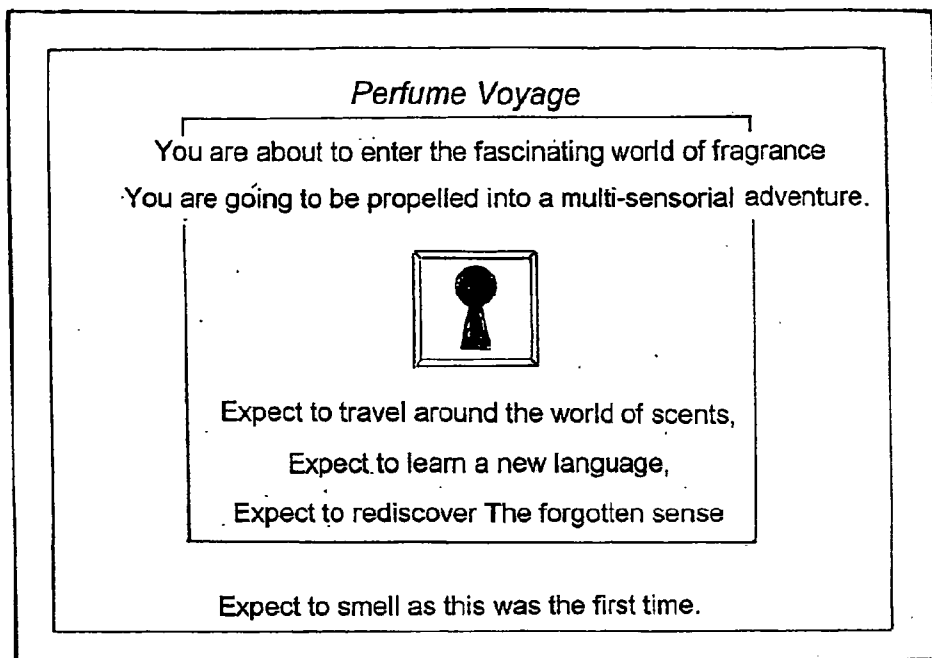 Perfume Voyage
You are about to enter the fascinating world of fragrance
You are going to be propelled into a multi-sensorial adventure.
Expect to travel around the world of scents,
Expect to learn a new language,
Expect to rediscover The forgotten sense
Expect to smell as this was the first time.